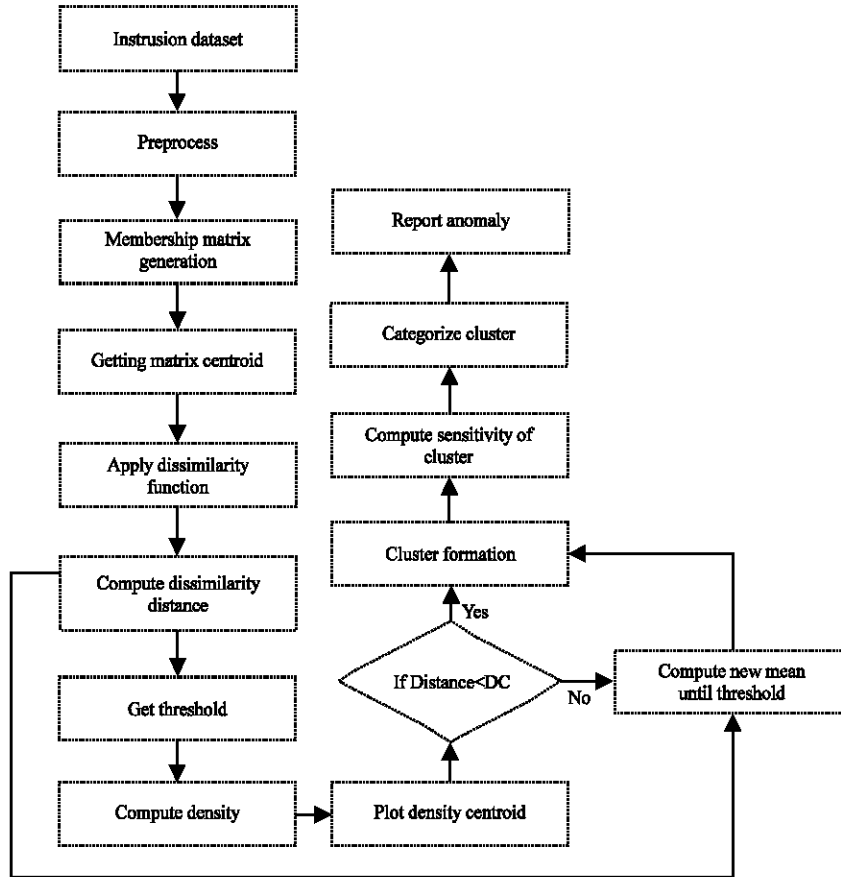 Instrusion dataset
Preprocess
Membership matrix
generation
Getting matrix centroid
Apply dissimilarity
function
Compute dissimilarity
distance
Get threshold
Compute density
Plot density centroid
If Distance<DC
Yes
No
Compute new mean
until threshold
Cluster formation
Compute sensitivity of
cluster
Categorize cluster
Report anomaly